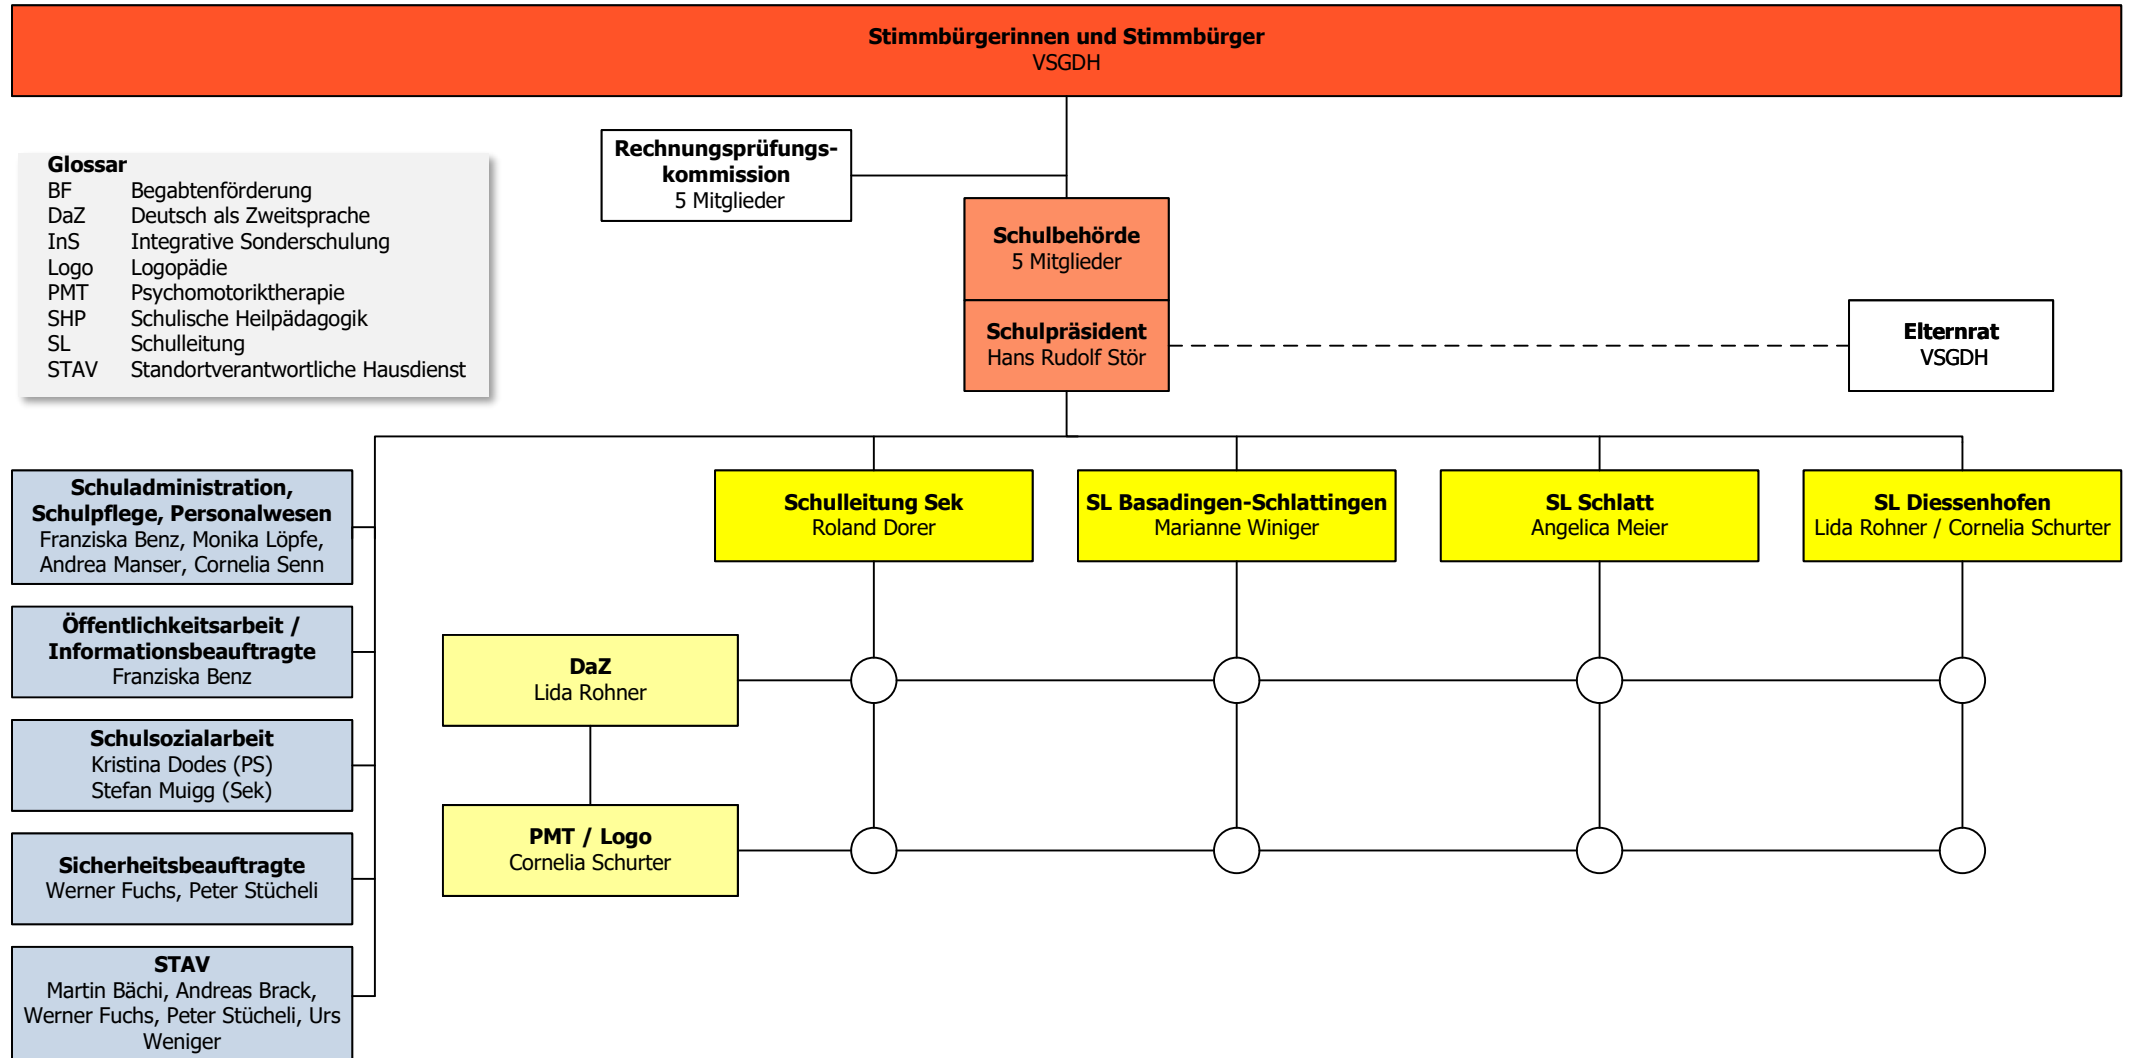 Stimmbürgerinnen und Stimmbürger
VSGDH
Rechnungsprüfungs-
kommission
5 Mitglieder
Glossar
BF Begabtenförderung
DaZ Deutsch als Zweitsprache
InS Integrative Sonderschulung
Logo Logopädie
PMT Psychomotoriktherapie
SHP Schulische Heilpädagogik
SL Schulleitung
STAV Standortverantwortliche Hausdienst
Schulbehörde
5 Mitglieder
Schulpräsident
Hans Rudolf Stör
Elternrat
VSGDH
Schuladministration,
Schulpflege, Personalwesen
Franziska Benz, Monika Löpfe,
Andrea Manser, Cornelia Senn
Schulleitung Sek
Roland Dorer
SL Basadingen-Schlattingen
Marianne Winiger
SL Schlatt
Angelica Meier
SL Diessenhofen
Lida Rohner / Cornelia Schurter
Öffentlichkeitsarbeit /
Informationsbeauftragte
Franziska Benz
DaZ
Lida Rohner
Schulsozialarbeit
Kristina Dodes (PS)
Stefan Muigg (Sek)
PMT / Logo
Cornelia Schurter
Sicherheitsbeauftragte
Werner Fuchs, Peter Stücheli
STAV
Martin Bächi, Andreas Brack,
Werner Fuchs, Peter Stücheli, Urs
Weniger